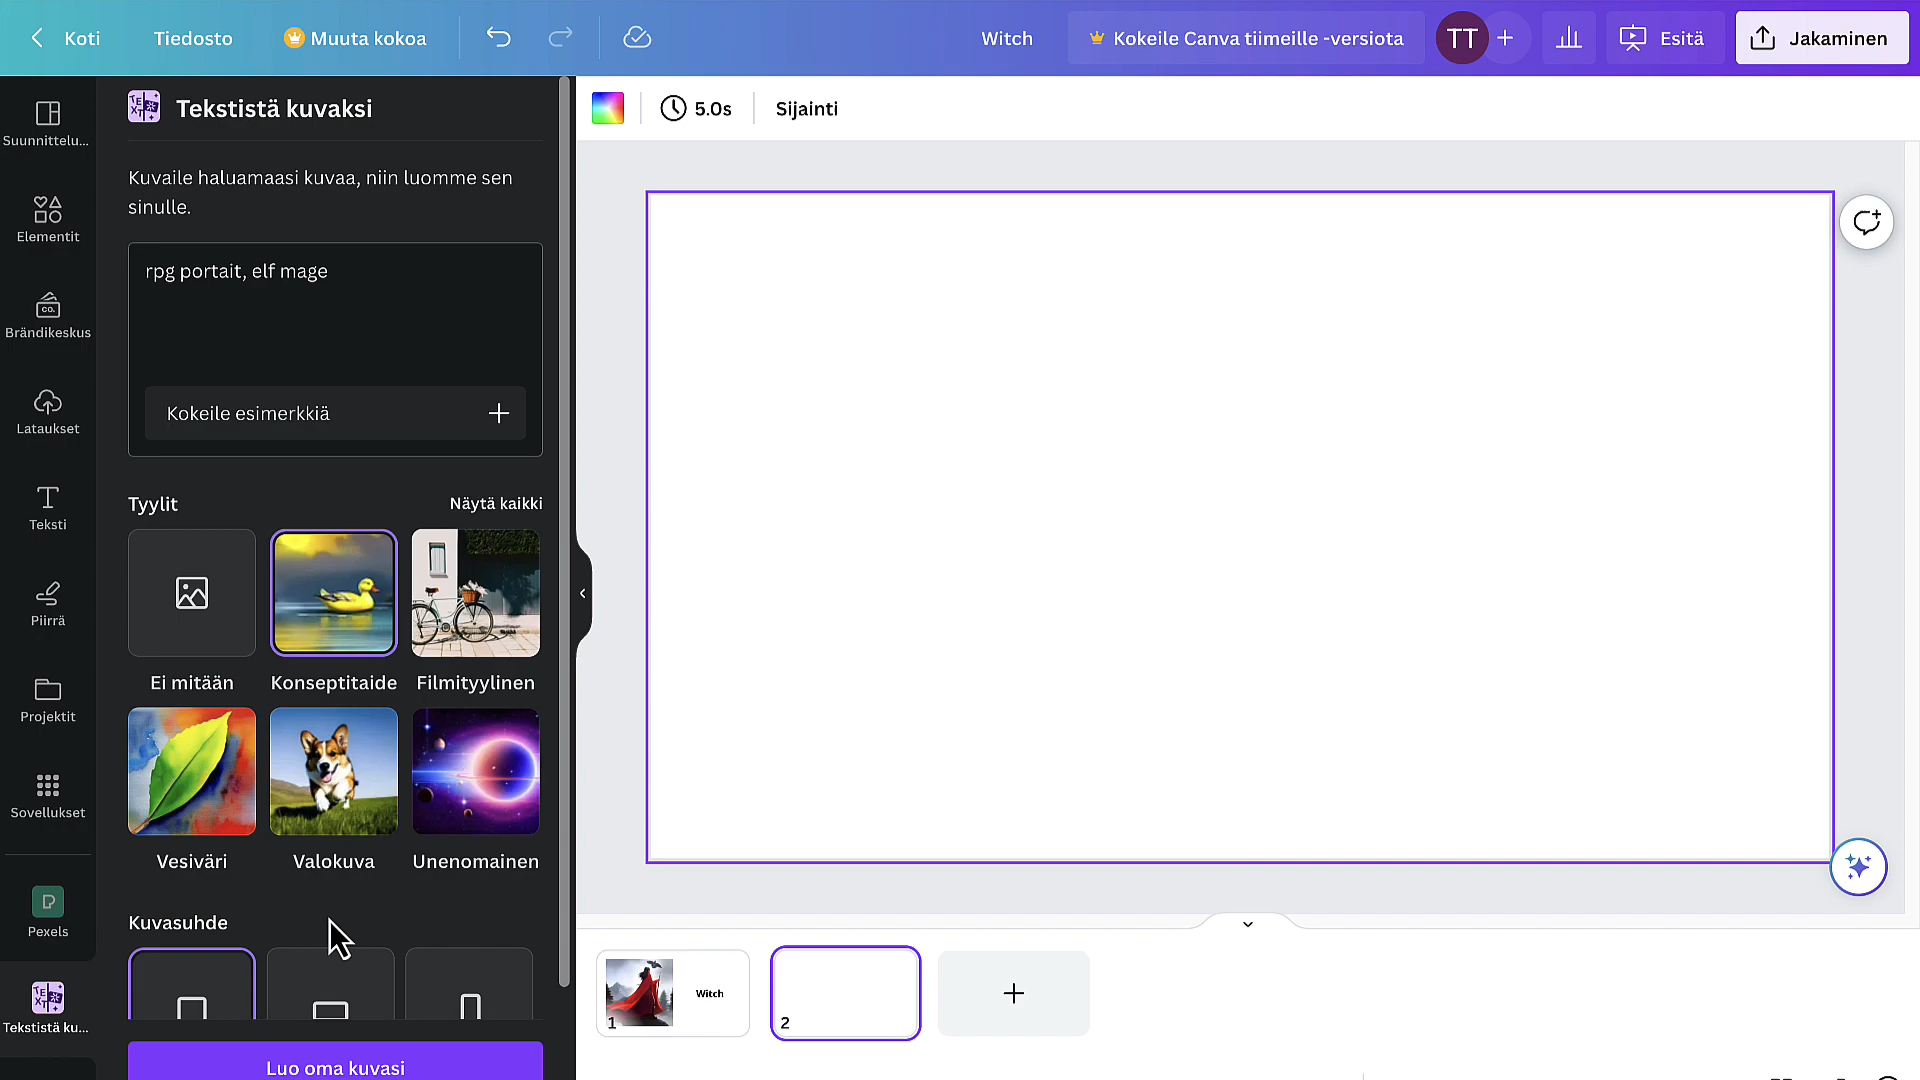 Koti
Tiedosto
Muuta kokoa
Witch
Kokeile Canva tiimeille -versiota
TT
Esitä
Jakaminen
Suunnittelu...
Elementit
CO.
Brändikeskus
Lataukset
Teksti
Piirrä
Projektit
Sovellukset
Pexels
Tekstistä ku...
Tekstistä kuvaksi
Kuvaile haluamaasi kuvaa, niin luomme sen
sinulle.
rpg portait, elf mage
Kokeile esimerkkiä
Tyylit
Näytä kaikki
Ei mitään
Konseptitaide
Filmityylinen
Vesiväri
Valokuva
Unenomainen
Kuvasuhde
Luo oma kuvasi
5.0s
Sijainti
Witch
1
2